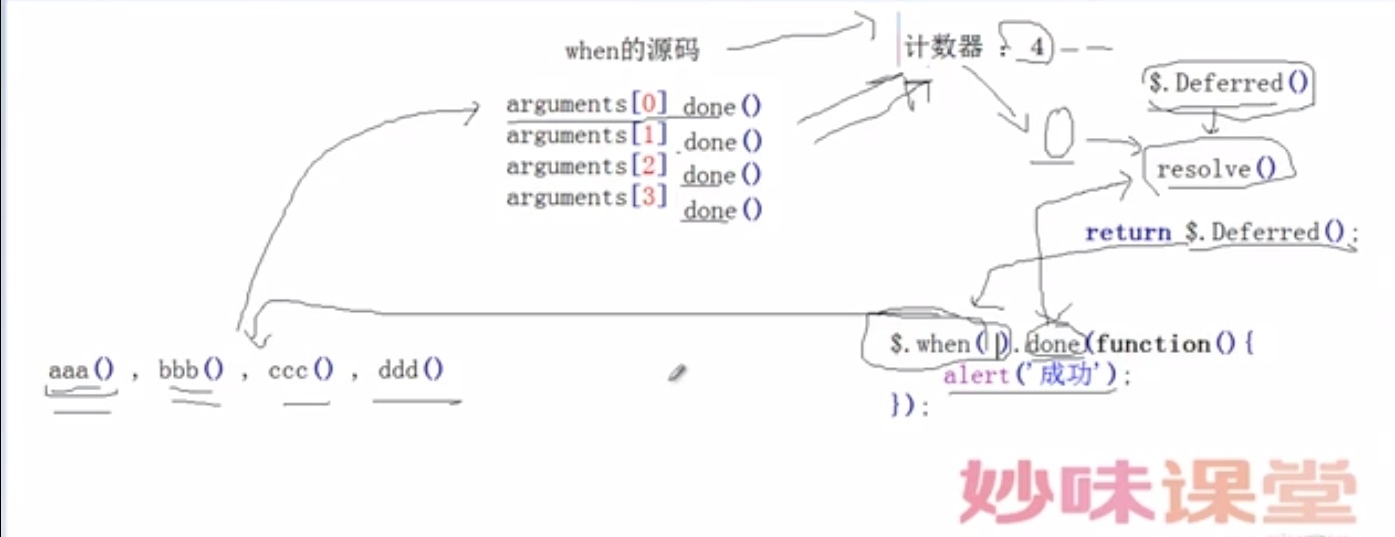 when的源码
计数器 : 4 --
arguments[0] done()
arguments[1] done()
arguments[2] done()
arguments[3] done()
$.Deferred()
0
resolve()
return $.Deferred();
aaa() , bbb() , ccc() , ddd()
$.when( ).done(function(){
alert('成功');
});
妙味课堂